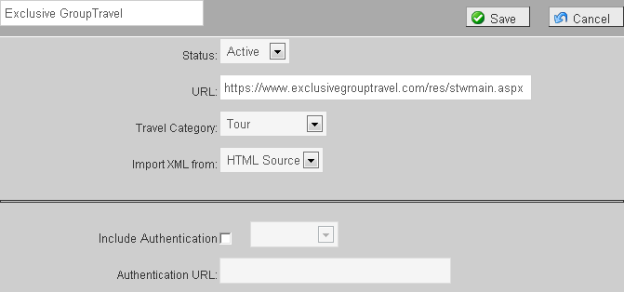 Exclusive GroupTravel
Save
Cancel
Status: Active
URL: https://www.exclusivegrouptravel.com/res/stwmain.aspx
Travel Category: Tour
Import XML from: HTML Source
Include Authentication
Authentication URL: